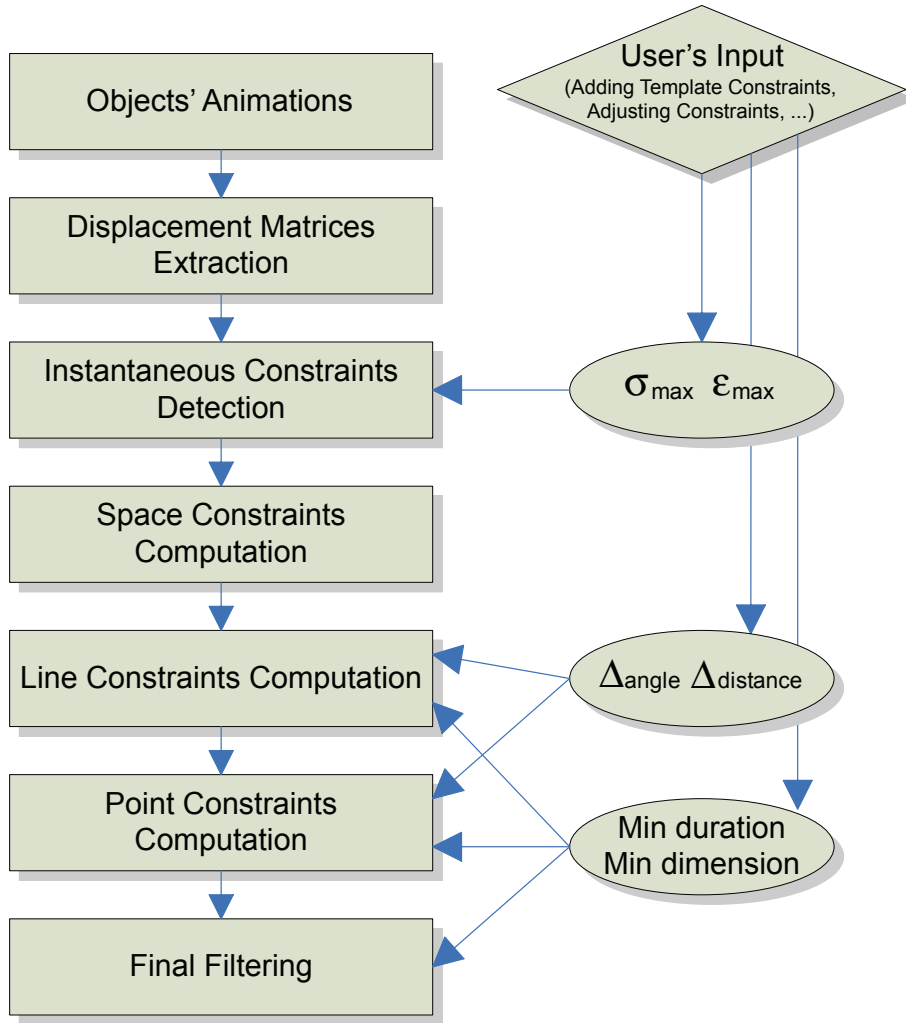 Objects' Animations
User's Input
(Adding Template Constraints,
Adjusting Constraints, ...)
Displacement Matrices
Extraction
Instantaneous Constraints
Detection
σmax εmax
Space Constraints
Computation
Line Constraints Computation
Δangle Δdistance
Point Constraints
Computation
Min duration
Min dimension
Final Filtering